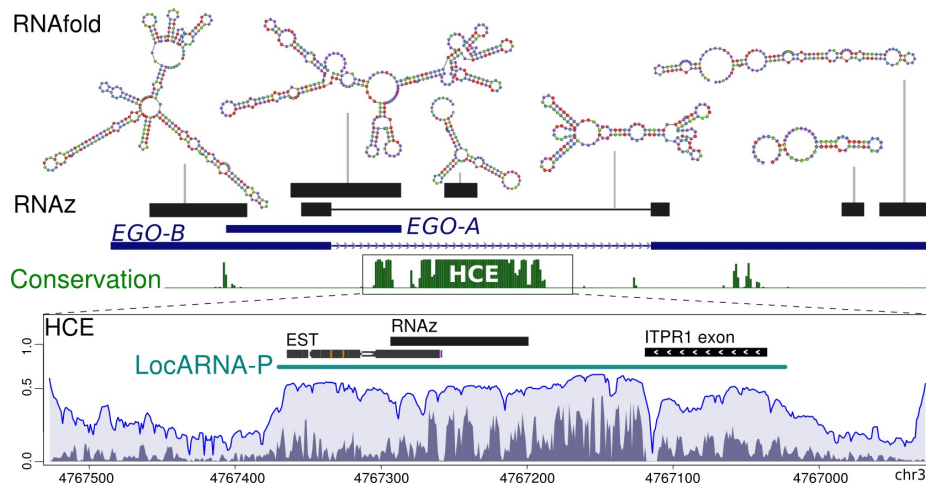 RNAfold
RNAz
EGO-B
EGO-A
Conservation
HCE
HCE
RNAz
EST
ITPR1 exon
LocARNA-P
1.0
0.5
0.0
4767500 4767400 4767300 4767200 4767100 4767000 chr3